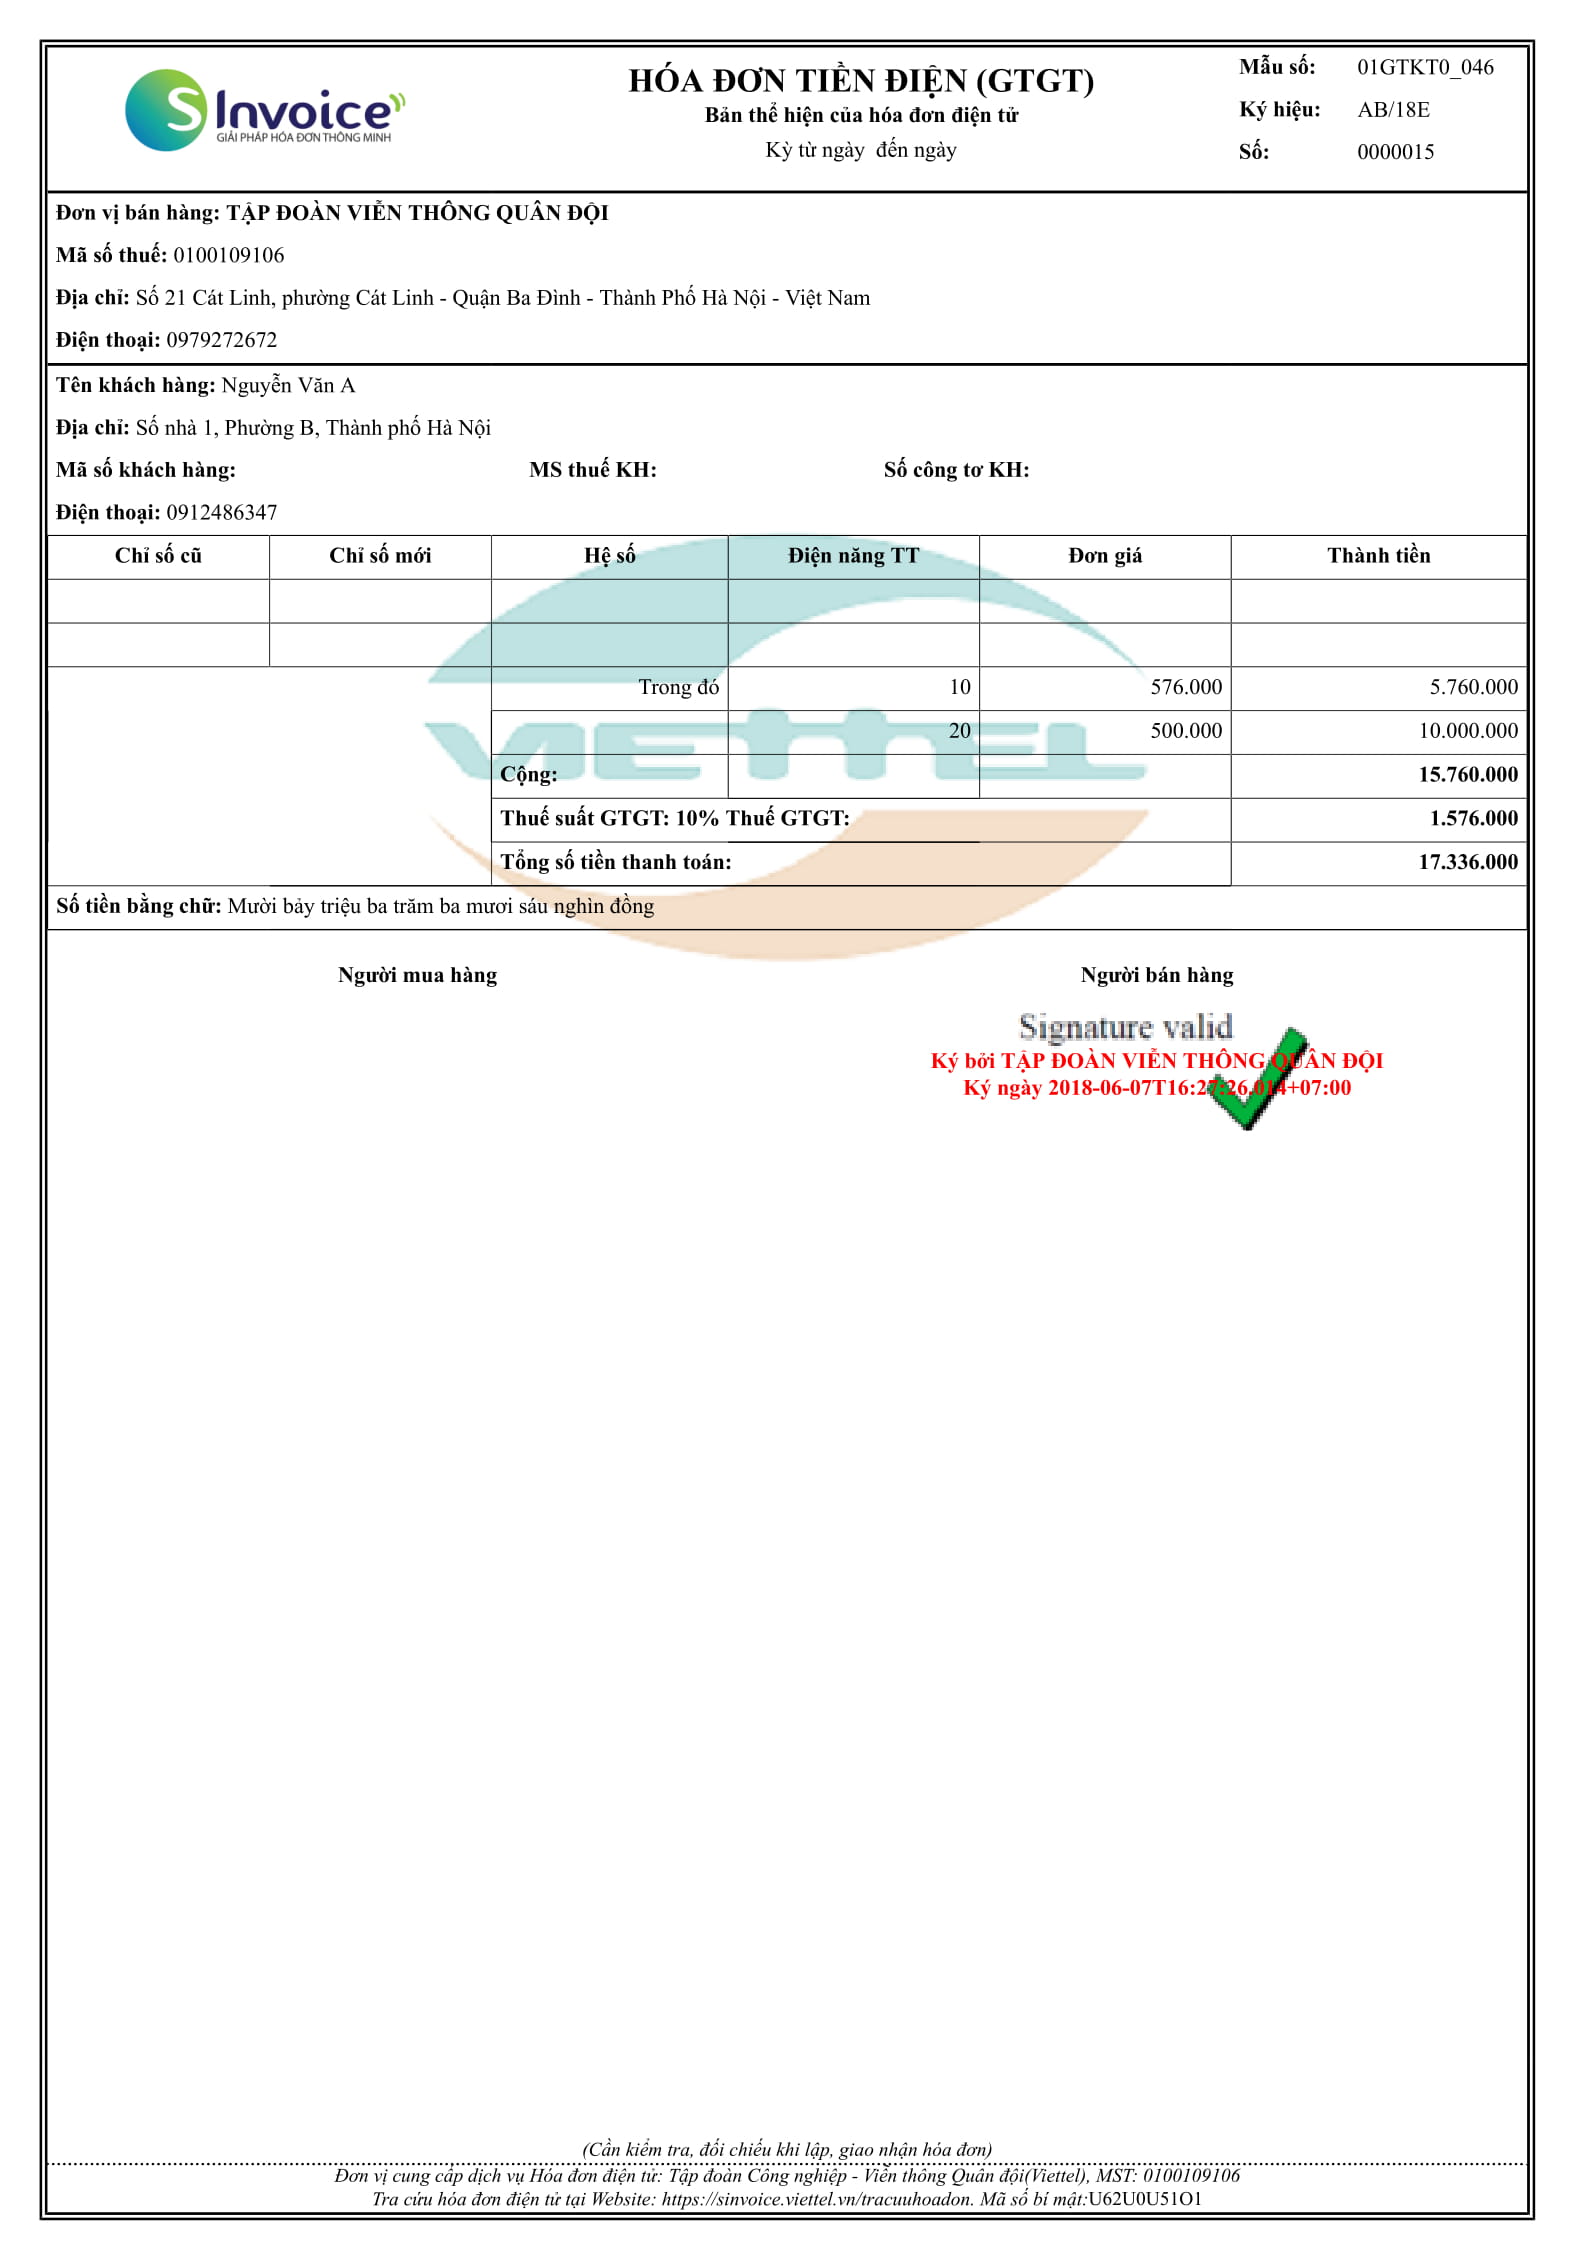 S Invoice
GIẢI PHÁP HÓA ĐƠN THÔNG MINH
HÓA ĐƠN TIỀN ĐIỆN (GTGT)
Bản thể hiện của hóa đơn điện tử
Kỳ từ ngày đến ngày
Mẫu số: 01GTKT0_046
Ký hiệu: AB/18E
Số: 0000015
Đơn vị bán hàng: TẬP ĐOÀN VIỄN THÔNG QUÂN ĐỘI
Mã số thuế: 0100109106
Địa chỉ: Số 21 Cát Linh, phường Cát Linh - Quận Ba Đình - Thành Phố Hà Nội - Việt Nam
Điện thoại: 0979272672
Tên khách hàng: Nguyễn Văn A
Địa chỉ: Số nhà 1, Phường B, Thành phố Hà Nội
Mã số khách hàng: MS thuế KH: Số công tơ KH:
Điện thoại: 0912486347
Chỉ số cũ Chỉ số mới Hệ số Điện năng TT Đơn giá Thành tiền
Trong đó 10 576.000 5.760.000
20 500.000 10.000.000
VIETTEL
Cộng: 15.760.000
Thuế suất GTGT: 10% Thuế GTGT: 1.576.000
Tổng số tiền thanh toán: 17.336.000
Số tiền bằng chữ: Mười bảy triệu ba trăm ba mươi sáu nghìn đồng
Người mua hàng Người bán hàng
Signature valid
Ký bởi TẬP ĐOÀN VIỄN THÔNG QUÂN ĐỘI
Ký ngày 2018-06-07T16:27:26.014+07:00
(Cần kiểm tra, đối chiếu khi lập, giao nhận hóa đơn)
Đơn vị cung cấp dịch vụ Hóa đơn điện tử: Tập đoàn Công nghiệp - Viễn thông Quân đội(Viettel), MST: 0100109106
Tra cứu hóa đơn điện tử tại Website: https://sinvoice.viettel.vn/tracuuhoadon. Mã số bí mật:U62U0U51O1